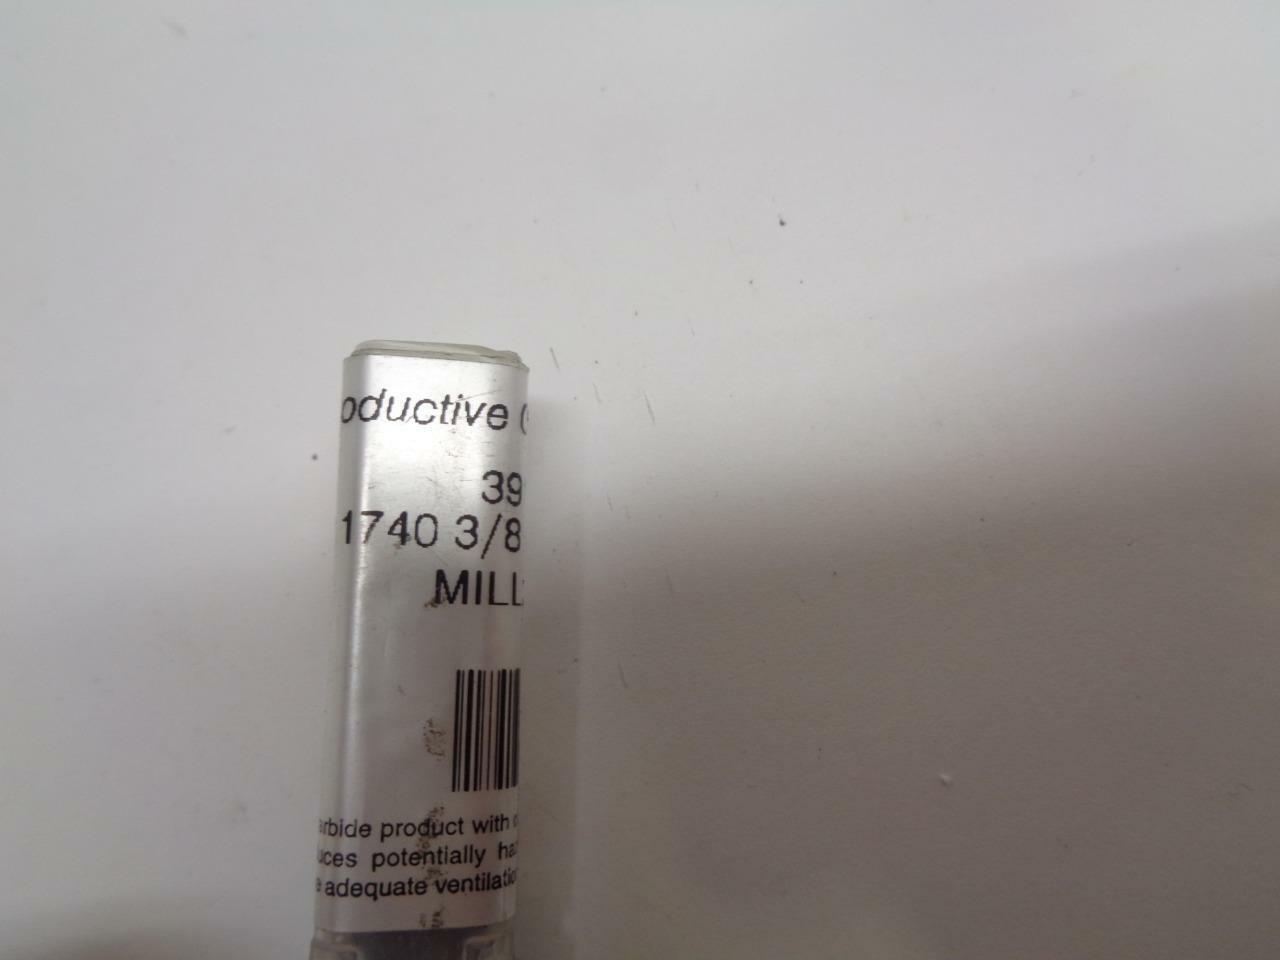 oductive (
39
1740 3/8
MILL
arbide product with
uces potentially ha
e adequate ventilatio